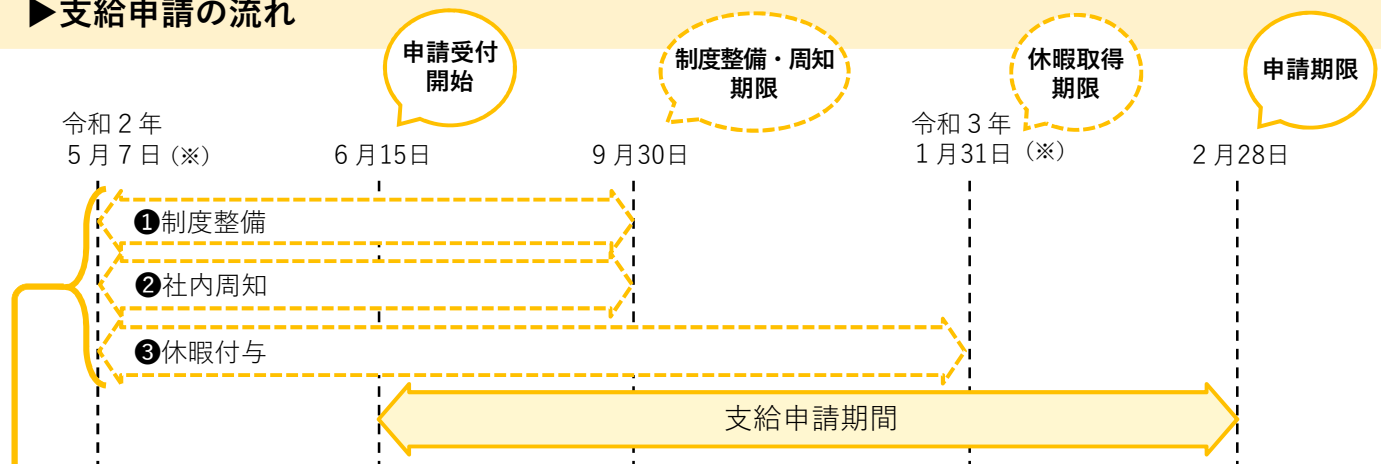 ▶支給申請の流れ
申請受付
開始
制度整備・周知
期限
休暇取得
期限
申請期限
令和２年
５月７日（※）
６月15日
９月30日
令和３年
１月31日（※）
２月28日
❶制度整備
❷社内周知
❸休暇付与
支給申請期間